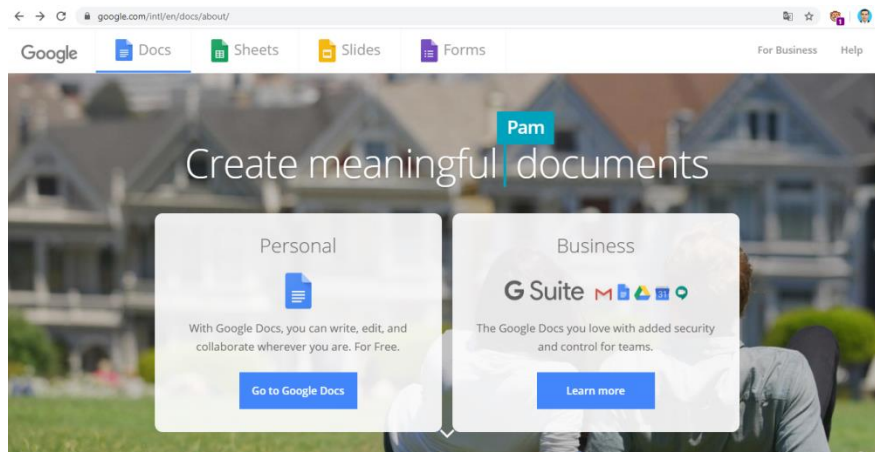 google.com/intl/en/docs/about/
1
Google
Docs
Sheets
Slides
Forms
For Business
Help
Pam
Create meaningful documents
Personal
With Google Docs, you can write, edit, and
collaborate wherever you are. For Free.
Go to Google Docs
Business
G Suite
31
The Google Docs you love with added security
and control for teams.
Learn more